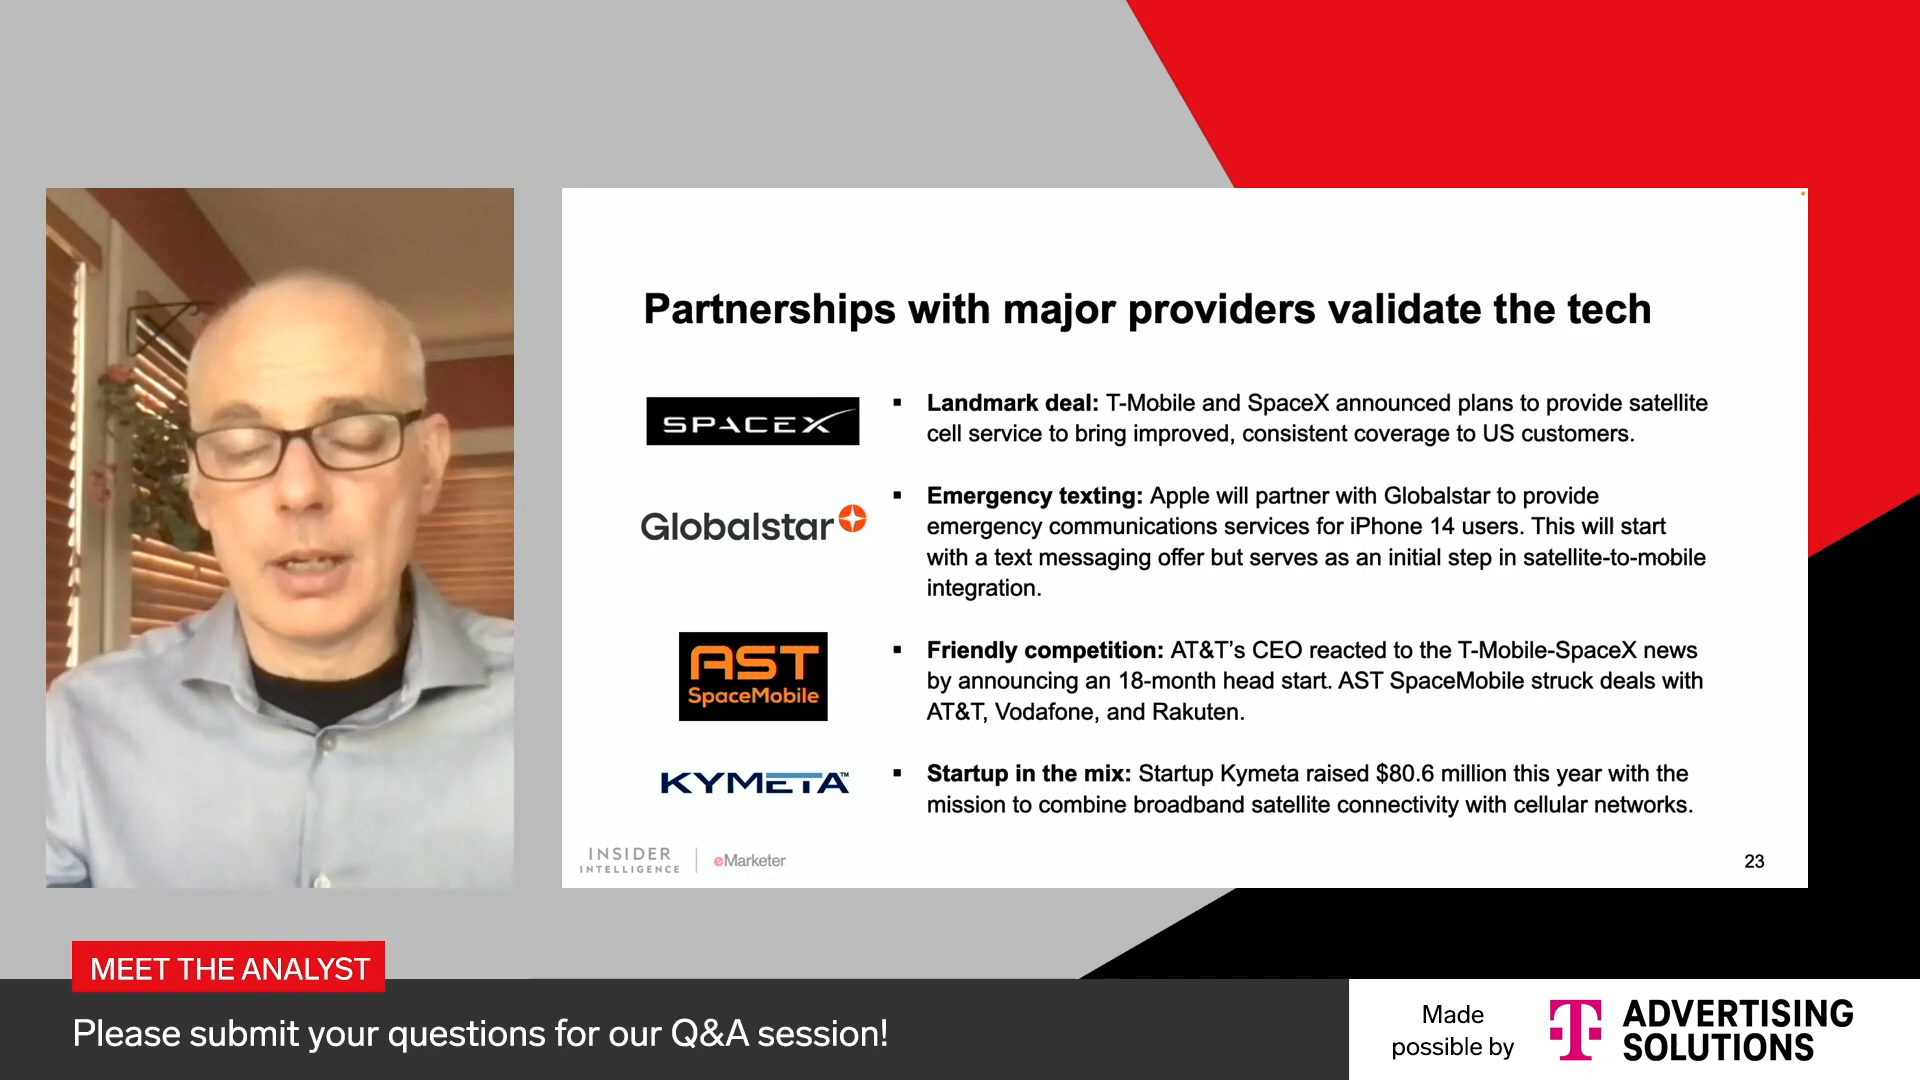 Partnerships with major providers validate the tech
SPACEX
▪ Landmark deal: T-Mobile and SpaceX announced plans to provide satellite
cell service to bring improved, consistent coverage to US customers.
Globalstar
▪ Emergency texting: Apple will partner with Globalstar to provide
emergency communications services for iPhone 14 users. This will start
with a text messaging offer but serves as an initial step in satellite-to-mobile
integration.
AST
SpaceMobile
▪ Friendly competition: AT&T’s CEO reacted to the T-Mobile-SpaceX news
by announcing an 18-month head start. AST SpaceMobile struck deals with
AT&T, Vodafone, and Rakuten.
KYMETA™
▪ Startup in the mix: Startup Kymeta raised $80.6 million this year with the
mission to combine broadband satellite connectivity with cellular networks.
INSIDER
INTELLIGENCE
eMarketer
23
MEET THE ANALYST
Please submit your questions for our Q&A session!
Made
possible by
T
ADVERTISING
SOLUTIONS